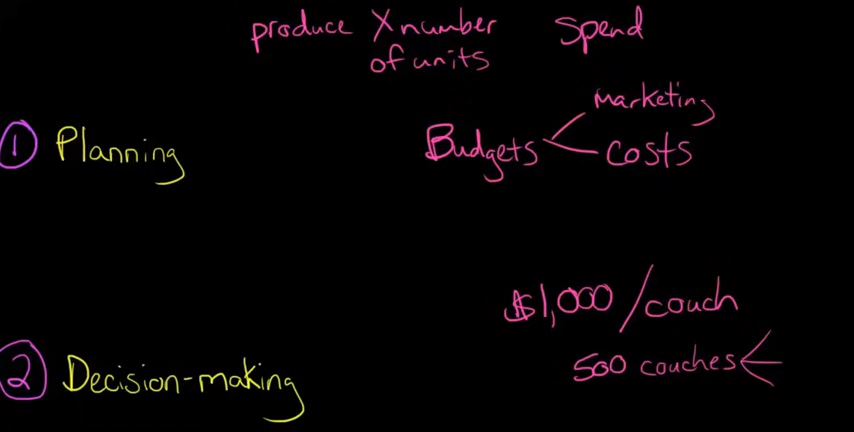 produce X number Spend
of units
marketing
① Planning Budgets
costs
$1,000/couch
500 couches
② Decision-making